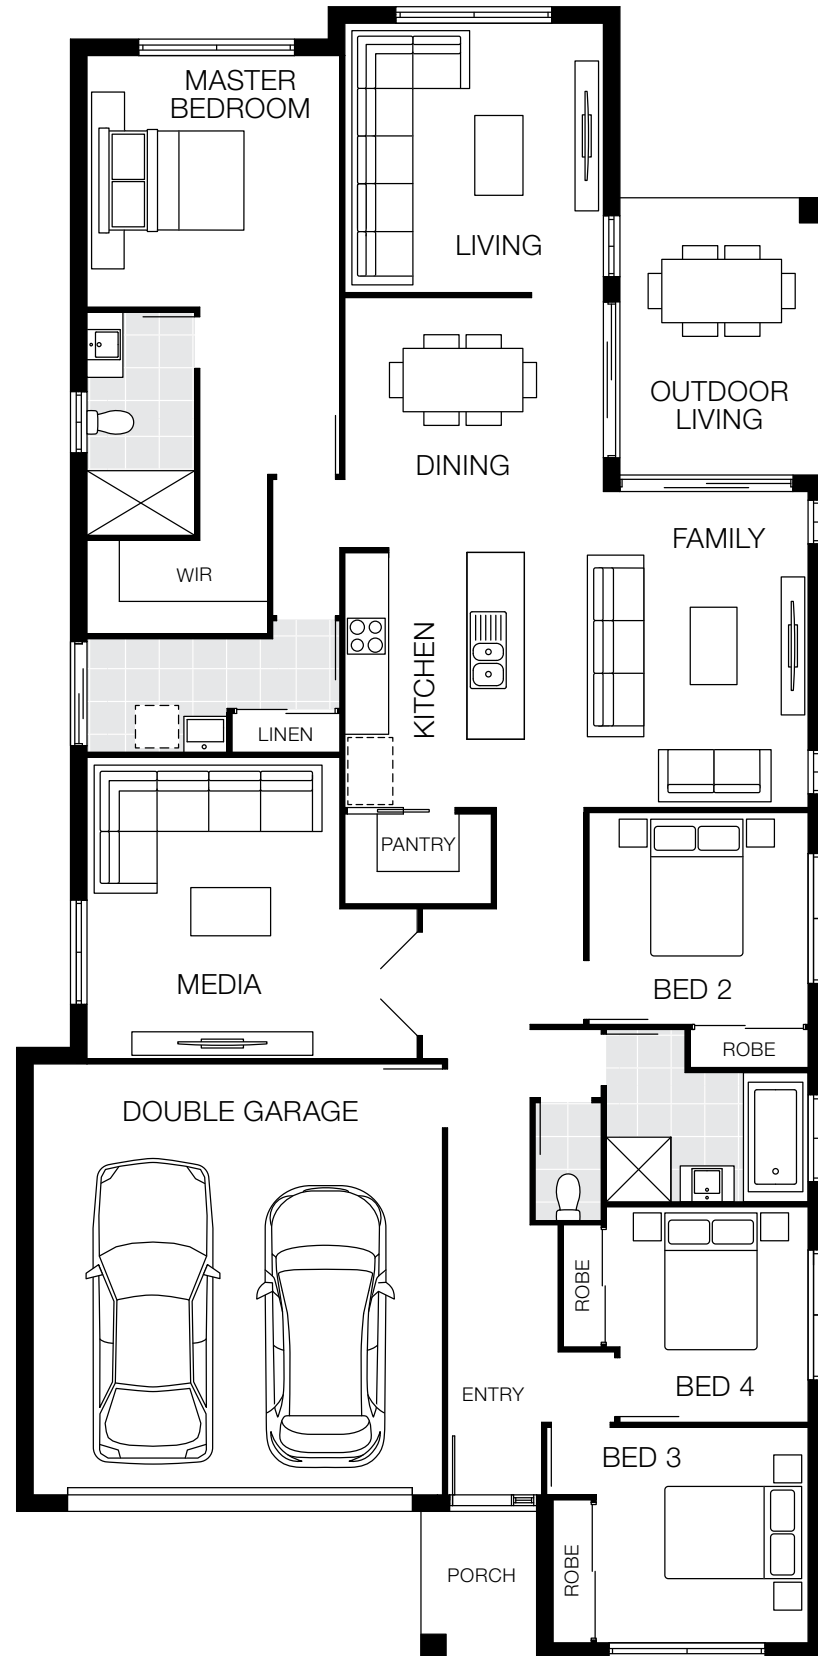 MASTER
BEDROOM
LIVING
OUTDOOR
LIVING
DINING
FAMILY
WIR
KITCHEN
LINEN
PANTRY
MEDIA
BED 2
ROBE
DOUBLE GARAGE
ROBE
BED 4
ENTRY
BED 3
ROBE
PORCH